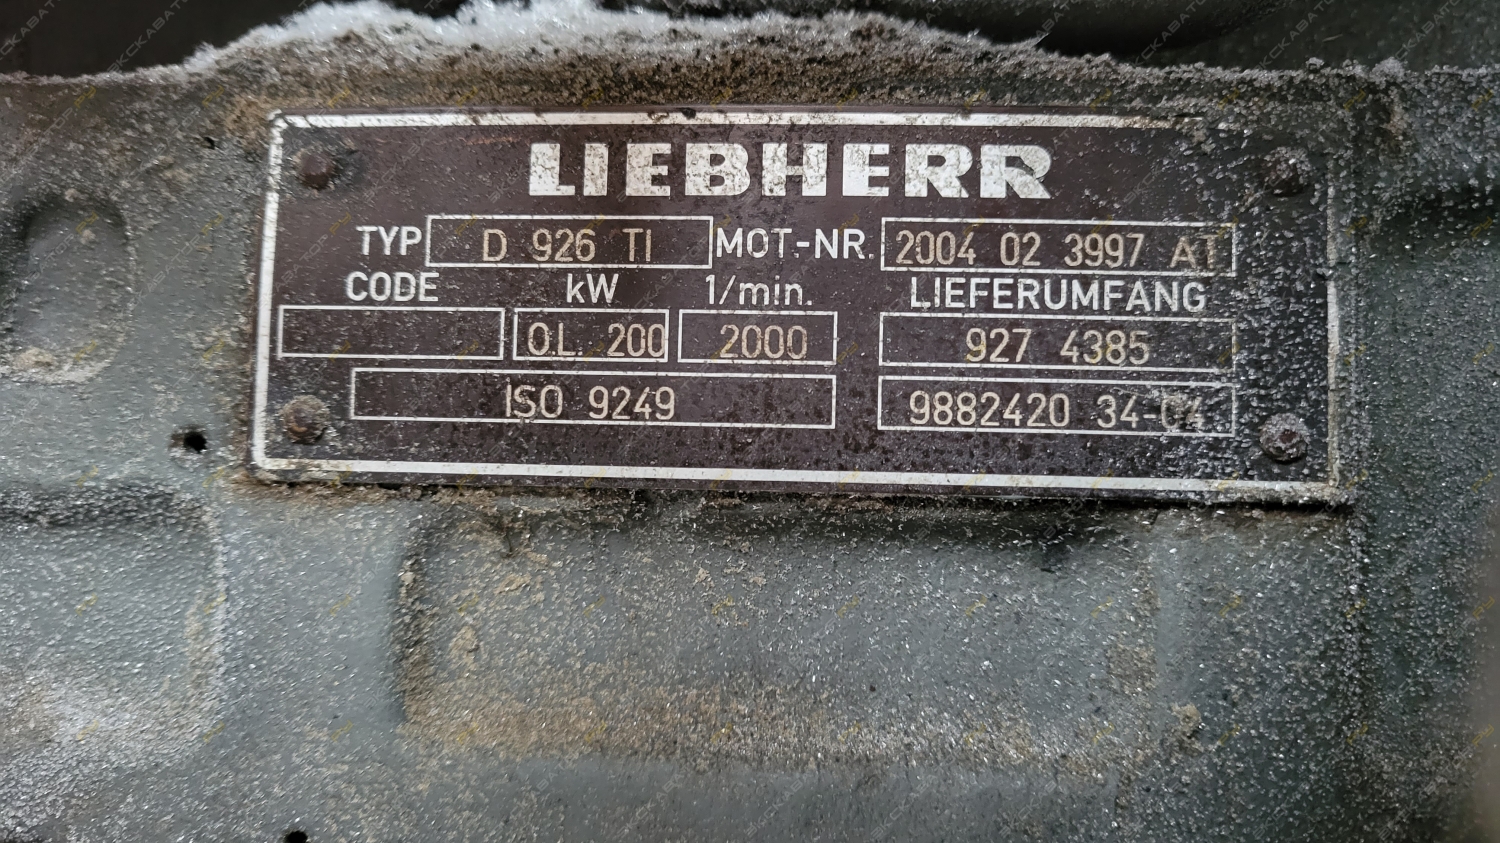 LIEBHERR
TYP D 926 TI MOT-NR. 2004 02 3997 AT
CODE kW 1/min. LIEFERUMFANG
O.L. 200 2000 927 4385
ISO 9249 9882420 34-04